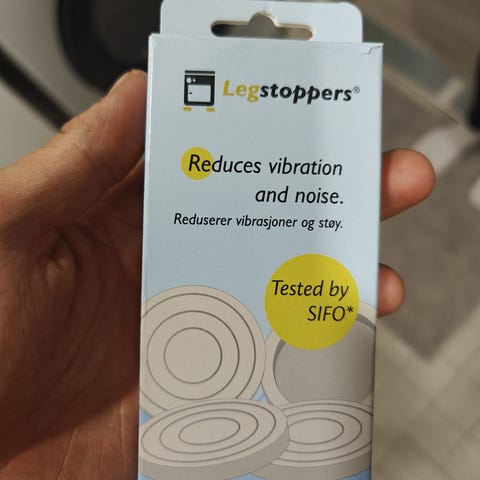 Legstoppers®
Reduces vibration
and noise.
Reduserer vibrasjoner og støy.
Tested by
SIFO*